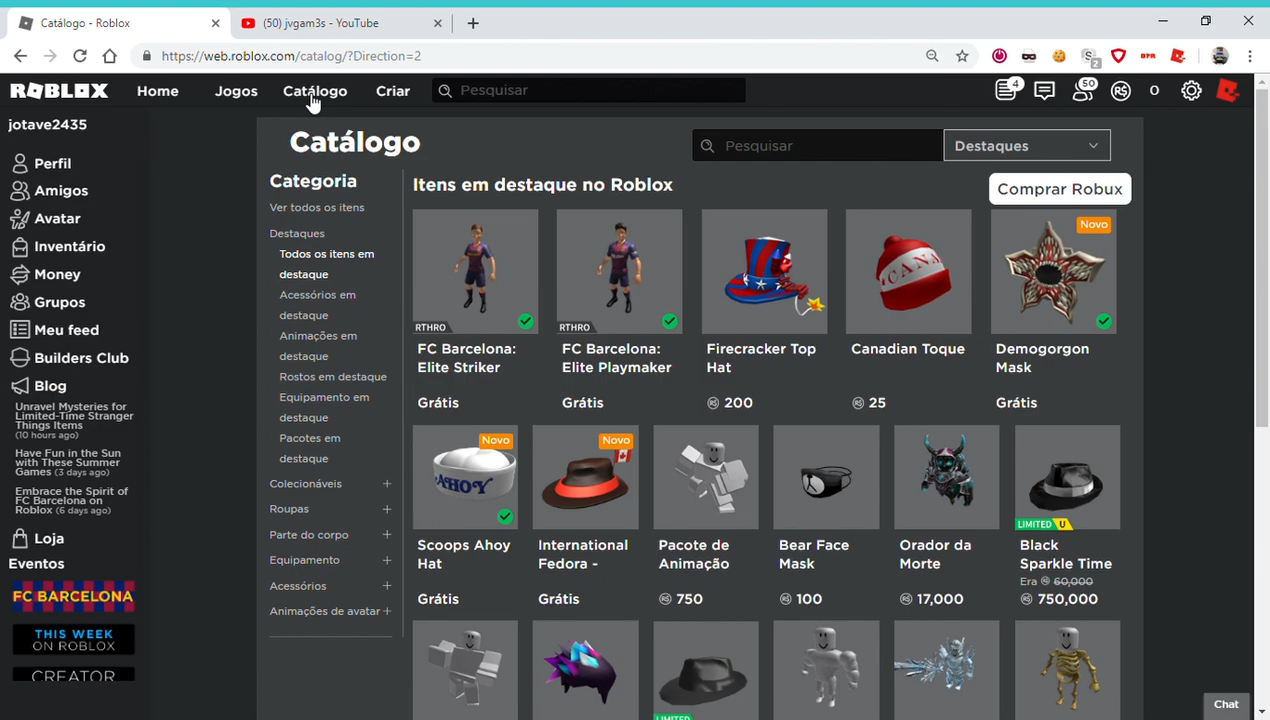 Catálogo - Roblox
(50) jvgam3s - YouTube
https://web.roblox.com/catalog/?Direction=2
2
ROBLOX
Home
Jogos
Catálogo
Criar
Pesquisar
4
50
0
jotave2435
Perfil
Amigos
Avatar
Inventário
Money
Grupos
Meu feed
Builders Club
Blog
Unravel Mysteries for
Limited-Time Stranger
Things Items
(10 hours ago)
Have Fun in the Sun
with These Summer
Games (3 days ago)
Embrace the Spirit of
FC Barcelona on
Roblox (6 days ago)
Loja
Eventos
FC BARCELONA
THIS WEEK
ON ROBLOX
CREATOR
Catálogo
Pesquisar
Destaques
Categoria
Ver todos os itens
Destaques
Todos os itens em
destaque
Acessórios em
destaque
Animações em
destaque
Rostos em destaque
Equipamento em
destaque
Pacotes em
destaque
Colecionáveis +
Roupas +
Parte do corpo +
Equipamento +
Acessórios +
Animações de avatar +
Itens em destaque no Roblox
Comprar Robux
RTHRO
FC Barcelona:
Elite Striker
Grátis
RTHRO
FC Barcelona:
Elite Playmaker
Grátis
Firecracker Top
Hat
200
CANA
Canadian Toque
25
Novo
Demogorgon
Mask
Grátis
Novo
AHOY
Scoops Ahoy
Hat
Grátis
Novo
International
Fedora -
Grátis
Pacote de
Animação
750
Bear Face
Mask
100
Orador da
Morte
17,000
LIMITED U
Black
Sparkle Time
Era 60,000
750,000
LIMITED
Chat